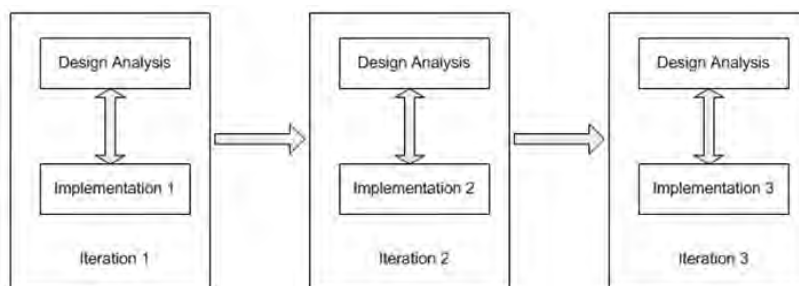 Design Analysis
Implementation 1
Iteration 1
Design Analysis
Implementation 2
Iteration 2
Design Analysis
Implementation 3
Iteration 3